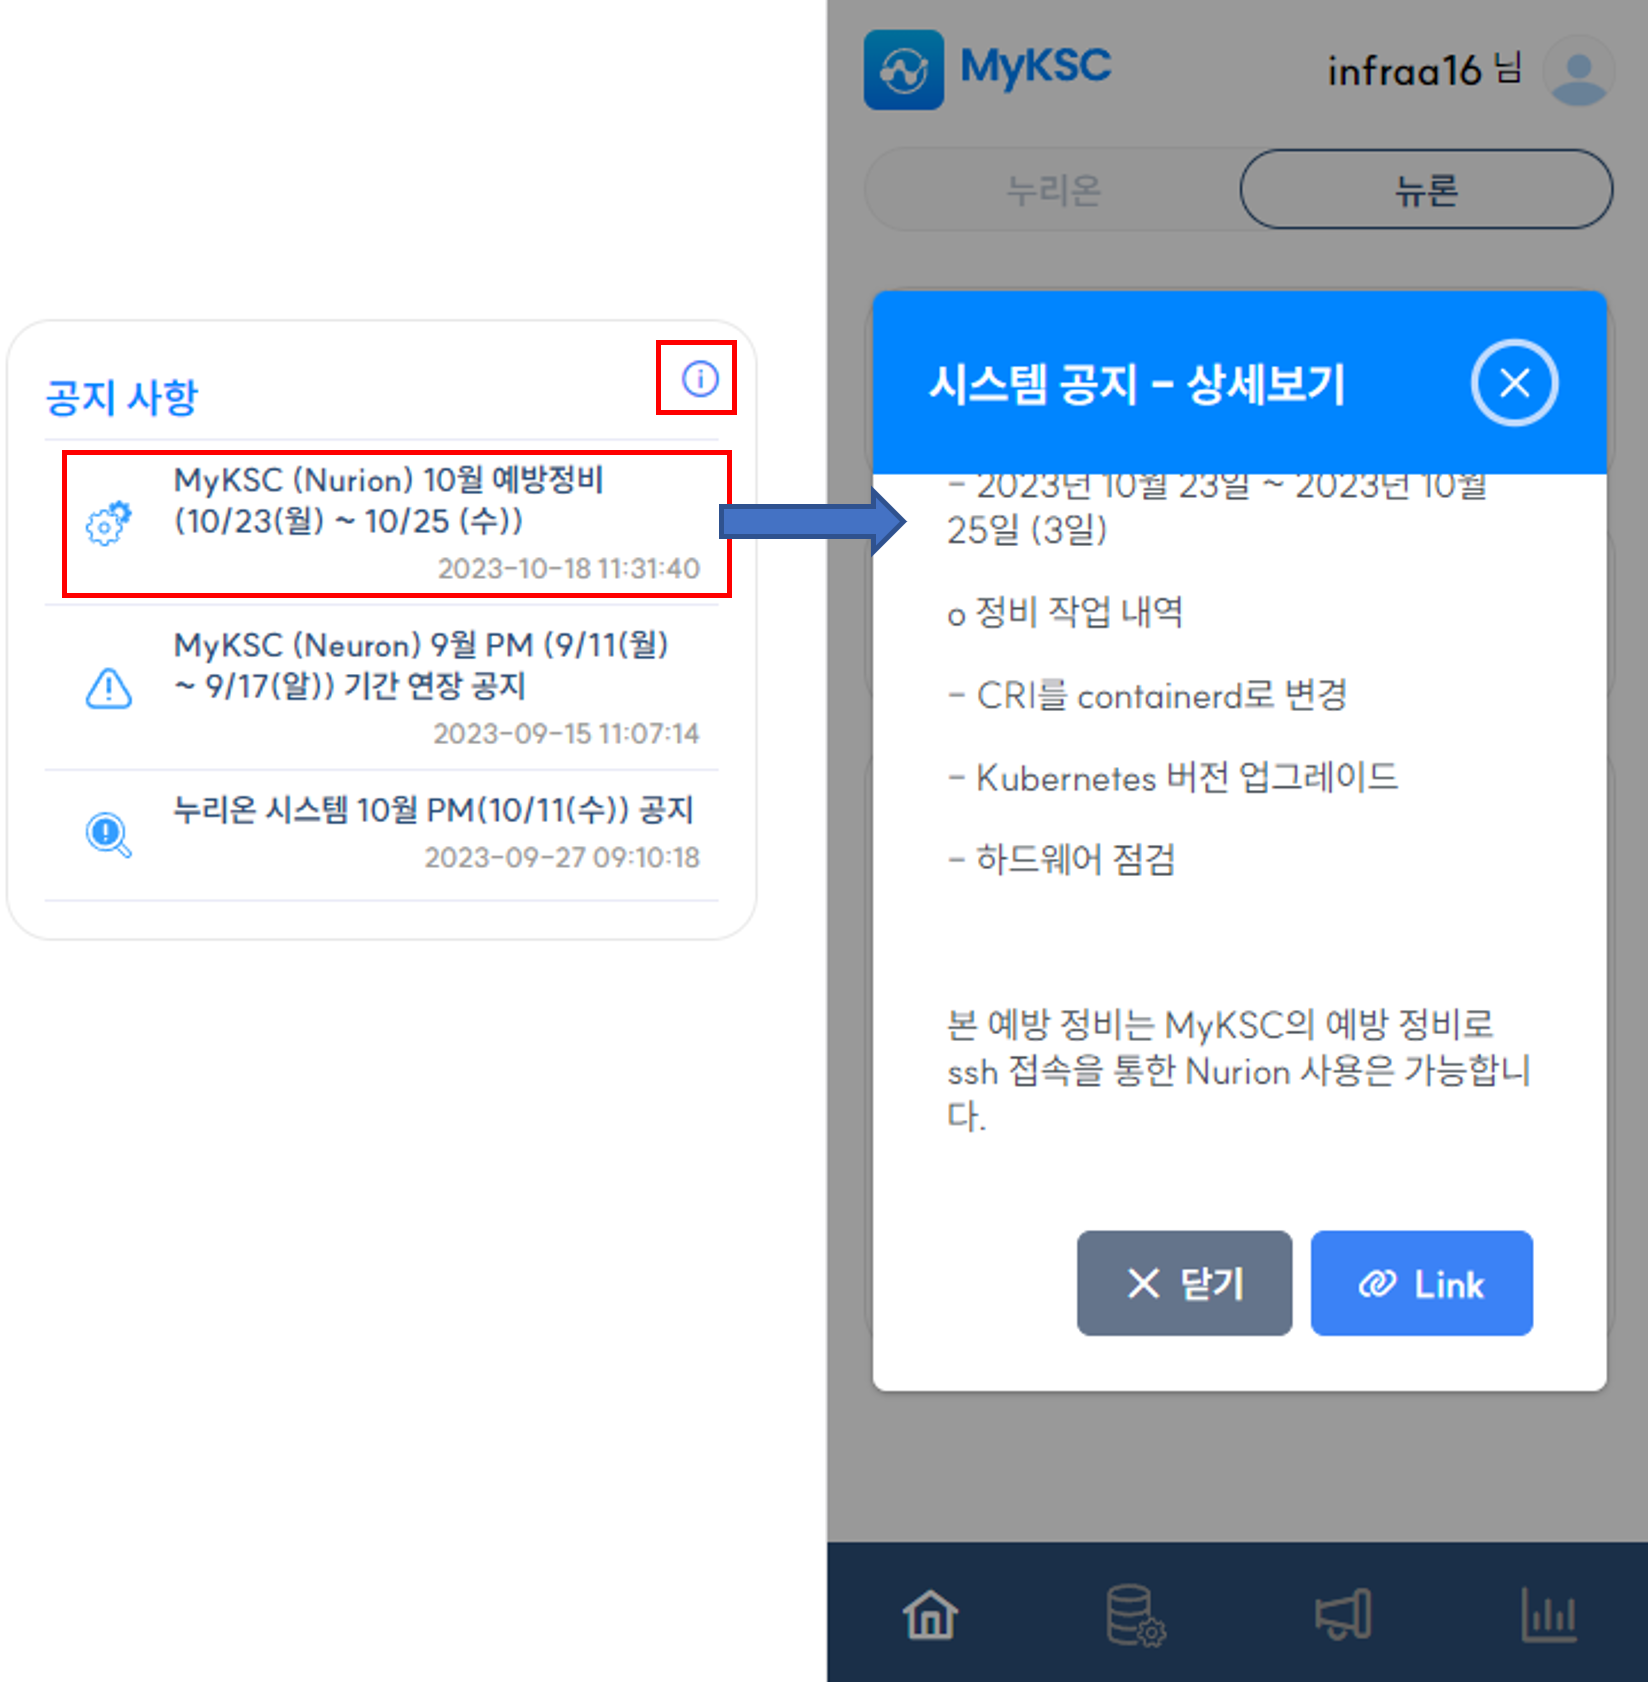 공지 사항
MyKSC (Nurion) 10월 예방정비
(10/23(월) ~ 10/25 (수))
2023-10-18 11:31:40
MyKSC (Neuron) 9월 PM (9/11(월)
~ 9/17(알)) 기간 연장 공지
2023-09-15 11:07:14
누리온 시스템 10월 PM(10/11(수)) 공지
2023-09-27 09:10:18
MyKSC
infraa16 님
누리온
뉴론
시스템 공지 - 상세보기
- 2023년 10월 23일 ~ 2023년 10월
25일 (3일)
o 정비 작업 내역
- CRI를 containerd로 변경
- Kubernetes 버전 업그레이드
- 하드웨어 점검
본 예방 정비는 MyKSC의 예방 정비로
ssh 접속을 통한 Nurion 사용은 가능합니
다.
닫기
Link